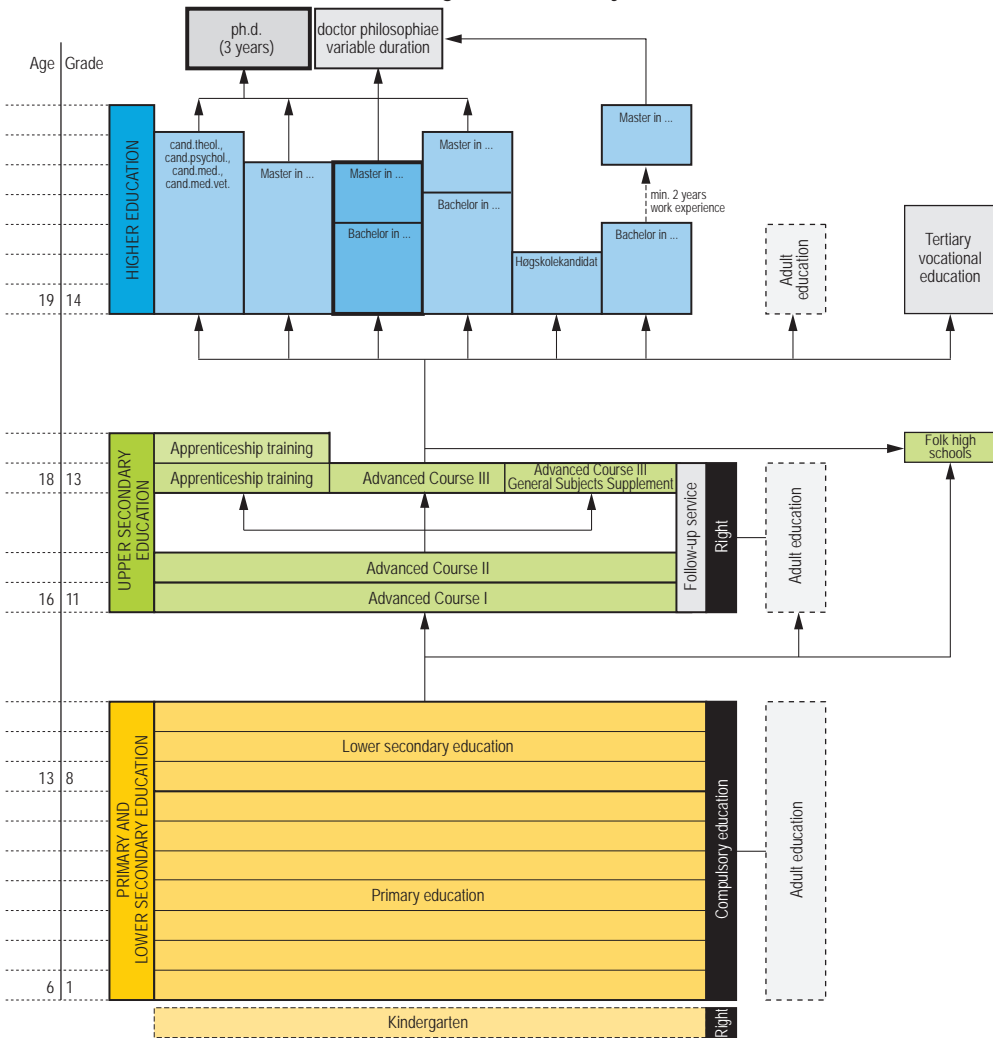 ph.d.
(3 years)
doctor philosophiae
variable duration
Age Grade
HIGHER EDUCATION
cand.theol.,
cand.psychol.,
cand.med.,
cand.med.vet.
Master in ...
Master in ...
Bachelor in ...
Master in ...
Bachelor in ...
Høgskolekandidat
Master in ...
min. 2 years
work experience
Bachelor in ...
Adult
education
Tertiary
vocational
education
19 14
UPPER SECONDARY
EDUCATION
Apprenticeship training
Apprenticeship training
Advanced Course III
Advanced Course III
General Subjects Supplement
Follow-up service
Right
Adult education
Folk high
schools
18 13
Advanced Course II
16 11
Advanced Course I
PRIMARY AND
LOWER SECONDARY EDUCATION
Lower secondary education
13 8
Primary education
Compulsory education
Adult education
6 1
Kindergarten
Right